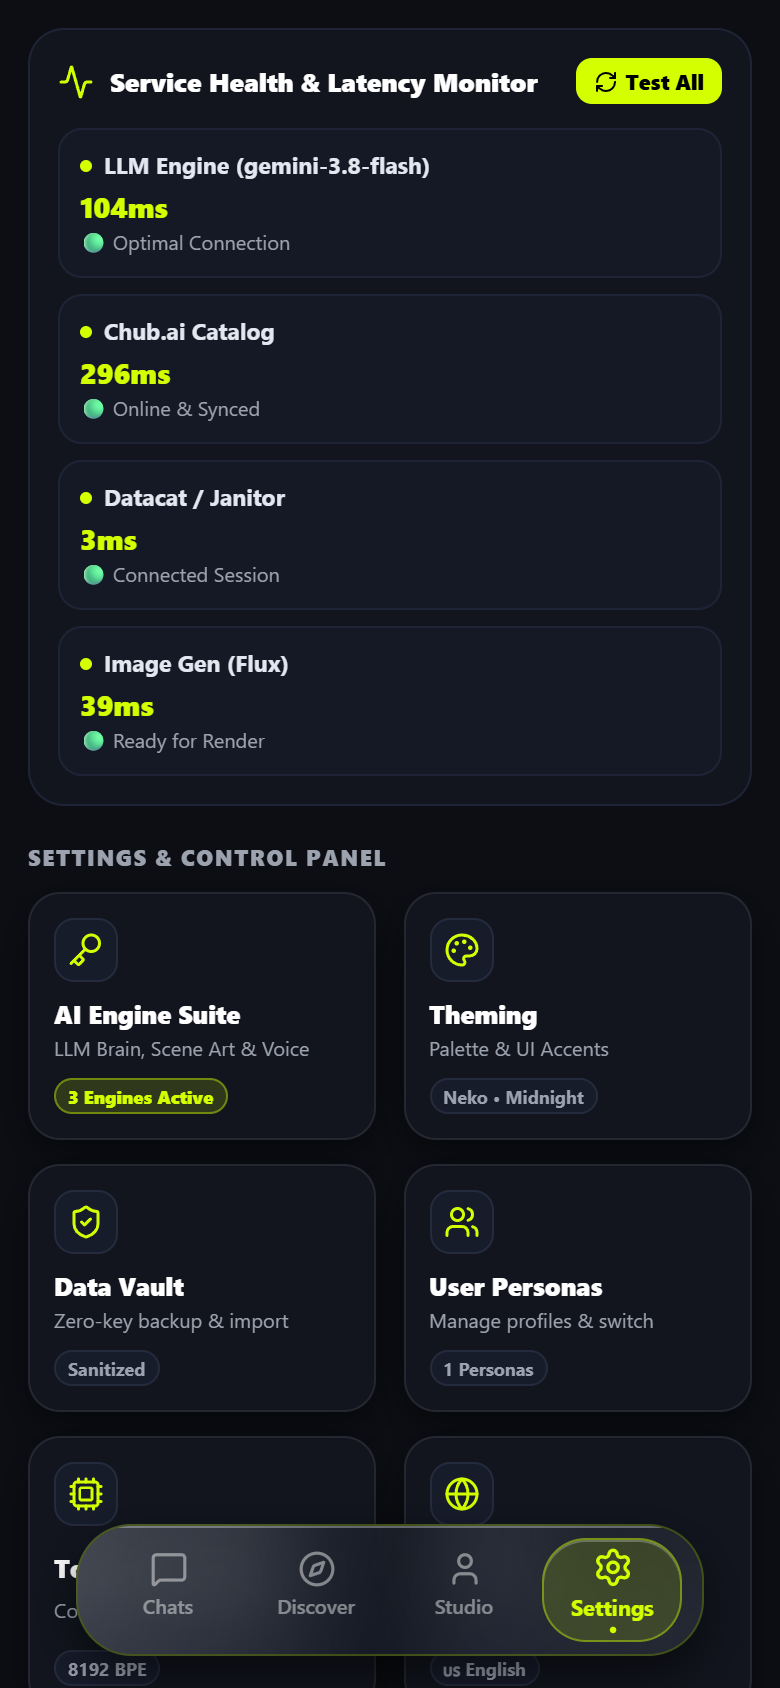 Service Health & Latency Monitor
Test All
LLM Engine (gemini-3.8-flash)
104ms
Optimal Connection
Chub.ai Catalog
296ms
Online & Synced
Datacat / Janitor
3ms
Connected Session
Image Gen (Flux)
39ms
Ready for Render
SETTINGS & CONTROL PANEL
AI Engine Suite
LLM Brain, Scene Art & Voice
3 Engines Active
Theming
Palette & UI Accents
Neko • Midnight
Data Vault
Zero-key backup & import
Sanitized
User Personas
Manage profiles & switch
1 Personas
8192 BPE
us English
Chats
Discover
Studio
Settings